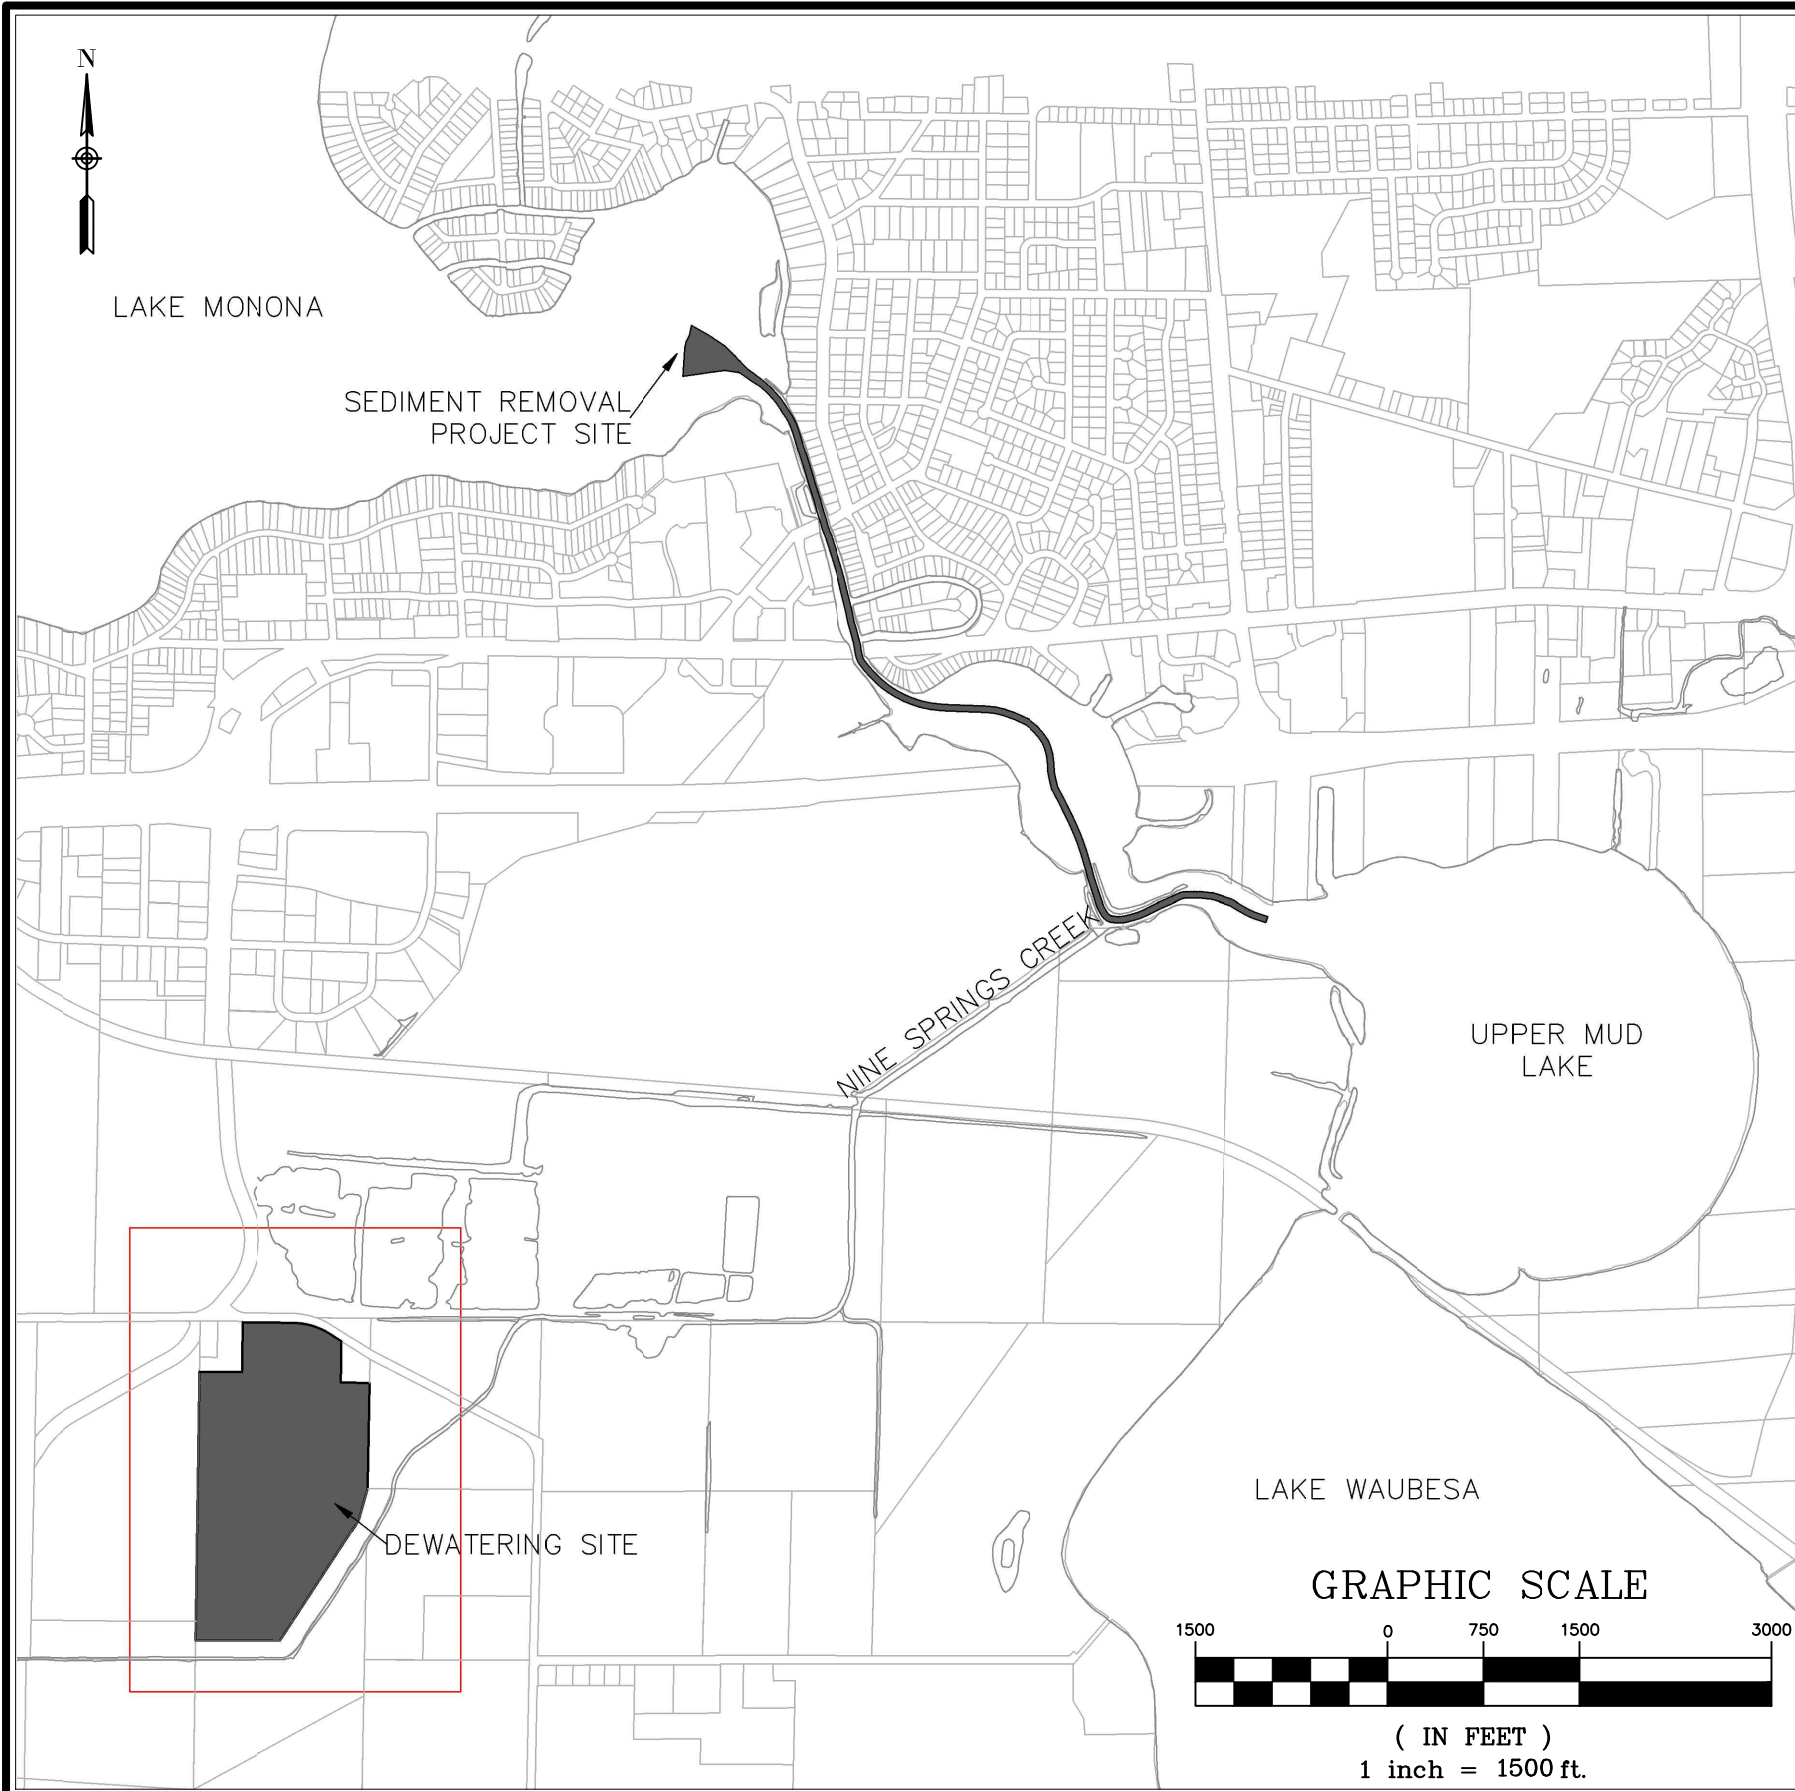 N
LAKE MONONA
SEDIMENT REMOVAL
PROJECT SITE
NINE SPRINGS CREEK
UPPER MUD
LAKE
LAKE WAUBESA
DEWATERING SITE
GRAPHIC SCALE
1500 0 750 1500 3000
( IN FEET )
1 inch = 1500 ft.